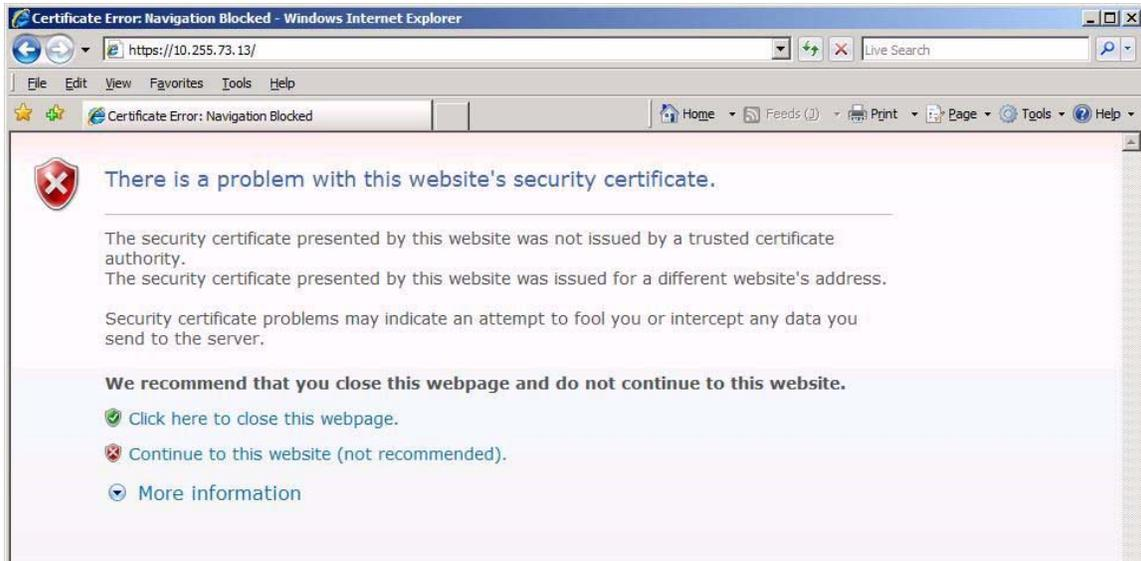 Certificate Error: Navigation Blocked - Windows Internet Explorer
https://10.255.73.13/
Live Search
File Edit View Favorites Tools Help
Certificate Error: Navigation Blocked
Home Feeds (J) Print Page Tools Help
There is a problem with this website's security certificate.
The security certificate presented by this website was not issued by a trusted certificate
authority.
The security certificate presented by this website was issued for a different website's address.
Security certificate problems may indicate an attempt to fool you or intercept any data you
send to the server.
We recommend that you close this webpage and do not continue to this website.
Click here to close this webpage.
Continue to this website (not recommended).
More information